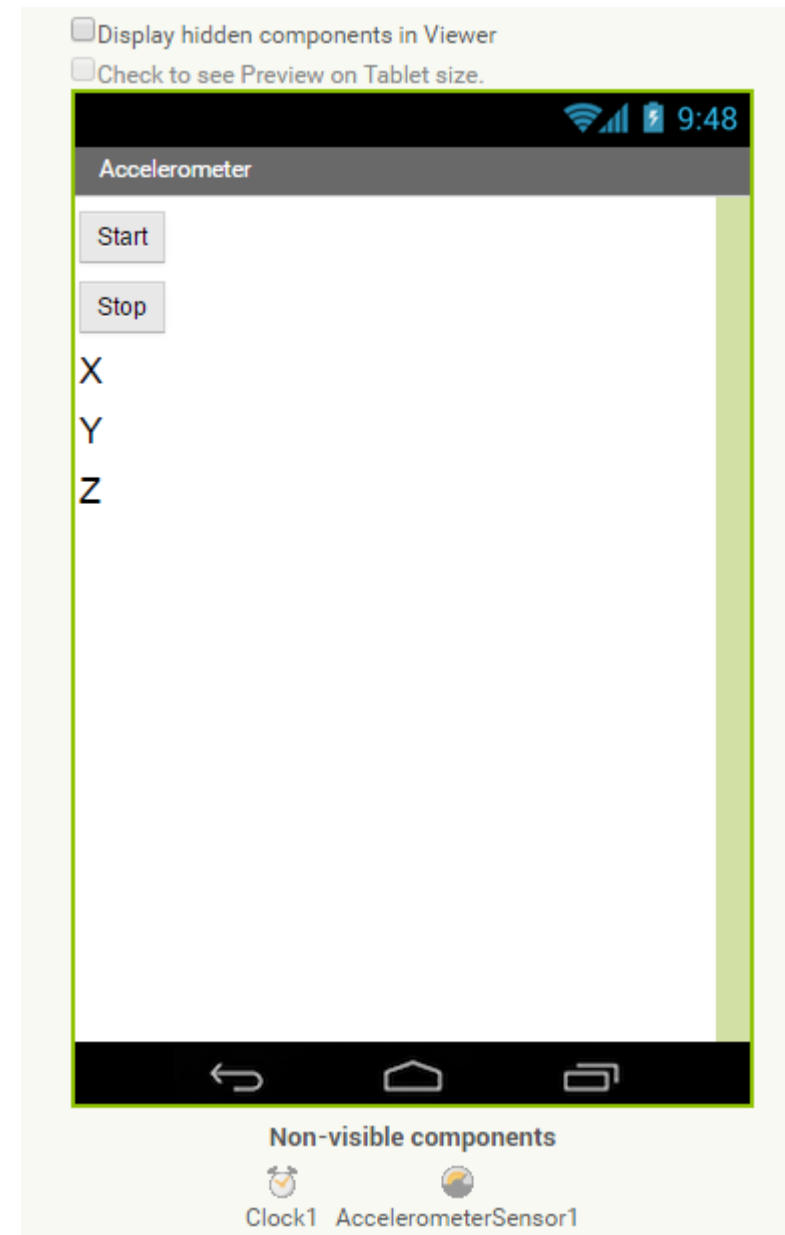 Display hidden components in Viewer
Check to see Preview on Tablet size.
9:48
Accelerometer
Start
Stop
X
Y
Z
Non-visible components
Clock1 AccelerometerSensor1